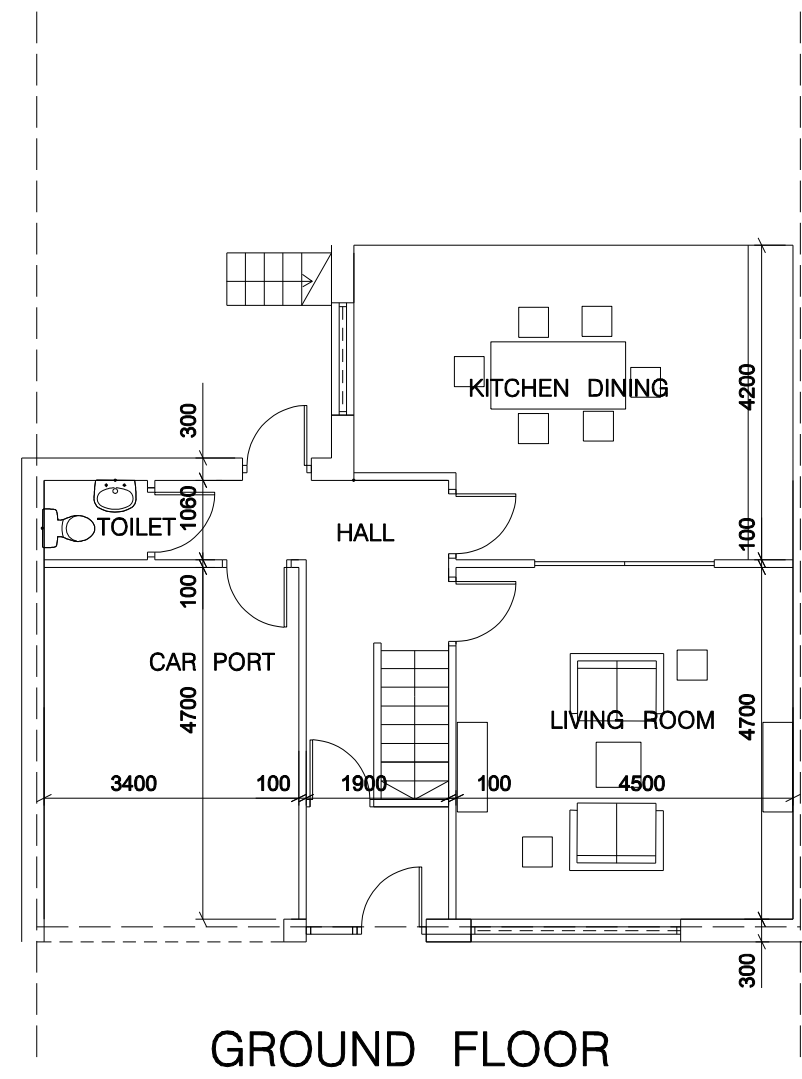 KITCHEN DINING
4200
300
1060
TOILET
HALL
100
100
CAR PORT
4700
LIVING ROOM
4700
3400
100
1900
100
4500
300
GROUND FLOOR